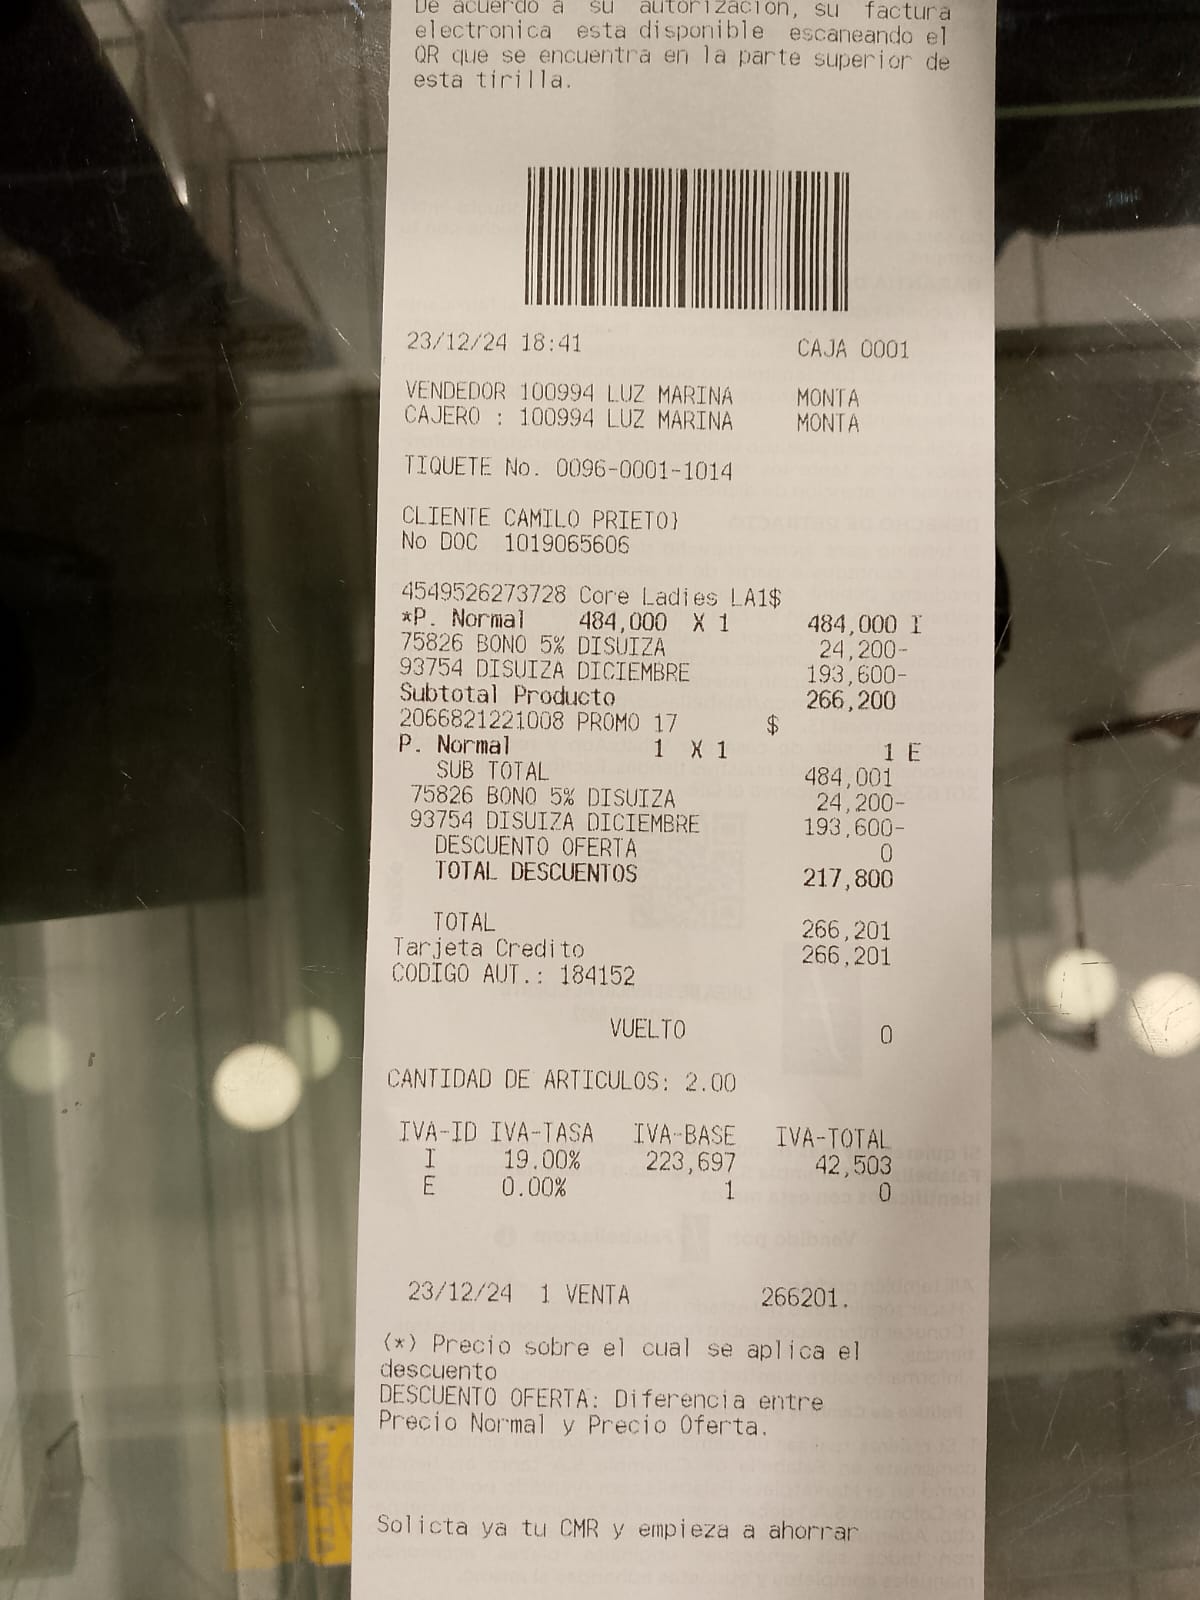 De acuerdo a su autorizacion, su factura
electronica esta disponible escaneando el
QR que se encuentra en la parte superior de
esta tirilla.
23/12/24 18:41 CAJA 0001
VENDEDOR 100994 LUZ MARINA MONTA
CAJERO : 100994 LUZ MARINA MONTA
TIQUETE No. 0096-0001-1014
CLIENTE CAMILO PRIETO}
No DOC 1019065606
4549526273728 Core Ladies LA1$
*P. Normal 484,000 X 1 484,000 I
75826 BONO 5% DISUIZA 24,200-
93754 DISUIZA DICIEMBRE 193,600-
Subtotal Producto 266,200
2066821221008 PROMO 17 $
P. Normal 1 X 1 1 E
SUB TOTAL 484,001
75826 BONO 5% DISUIZA 24,200-
93754 DISUIZA DICIEMBRE 193,600-
DESCUENTO OFERTA 0
TOTAL DESCUENTOS 217,800
TOTAL 266,201
Tarjeta Credito 266,201
CODIGO AUT.: 184152
VUELTO 0
CANTIDAD DE ARTICULOS: 2.00
IVA-ID IVA-TASA IVA-BASE IVA-TOTAL
I 19.00% 223,697 42,503
E 0.00% 1 0
23/12/24 1 VENTA 266201.
(*) Precio sobre el cual se aplica el
descuento
DESCUENTO OFERTA: Diferencia entre
Precio Normal y Precio Oferta.
Solicta ya tu CMR y empieza a ahorrar